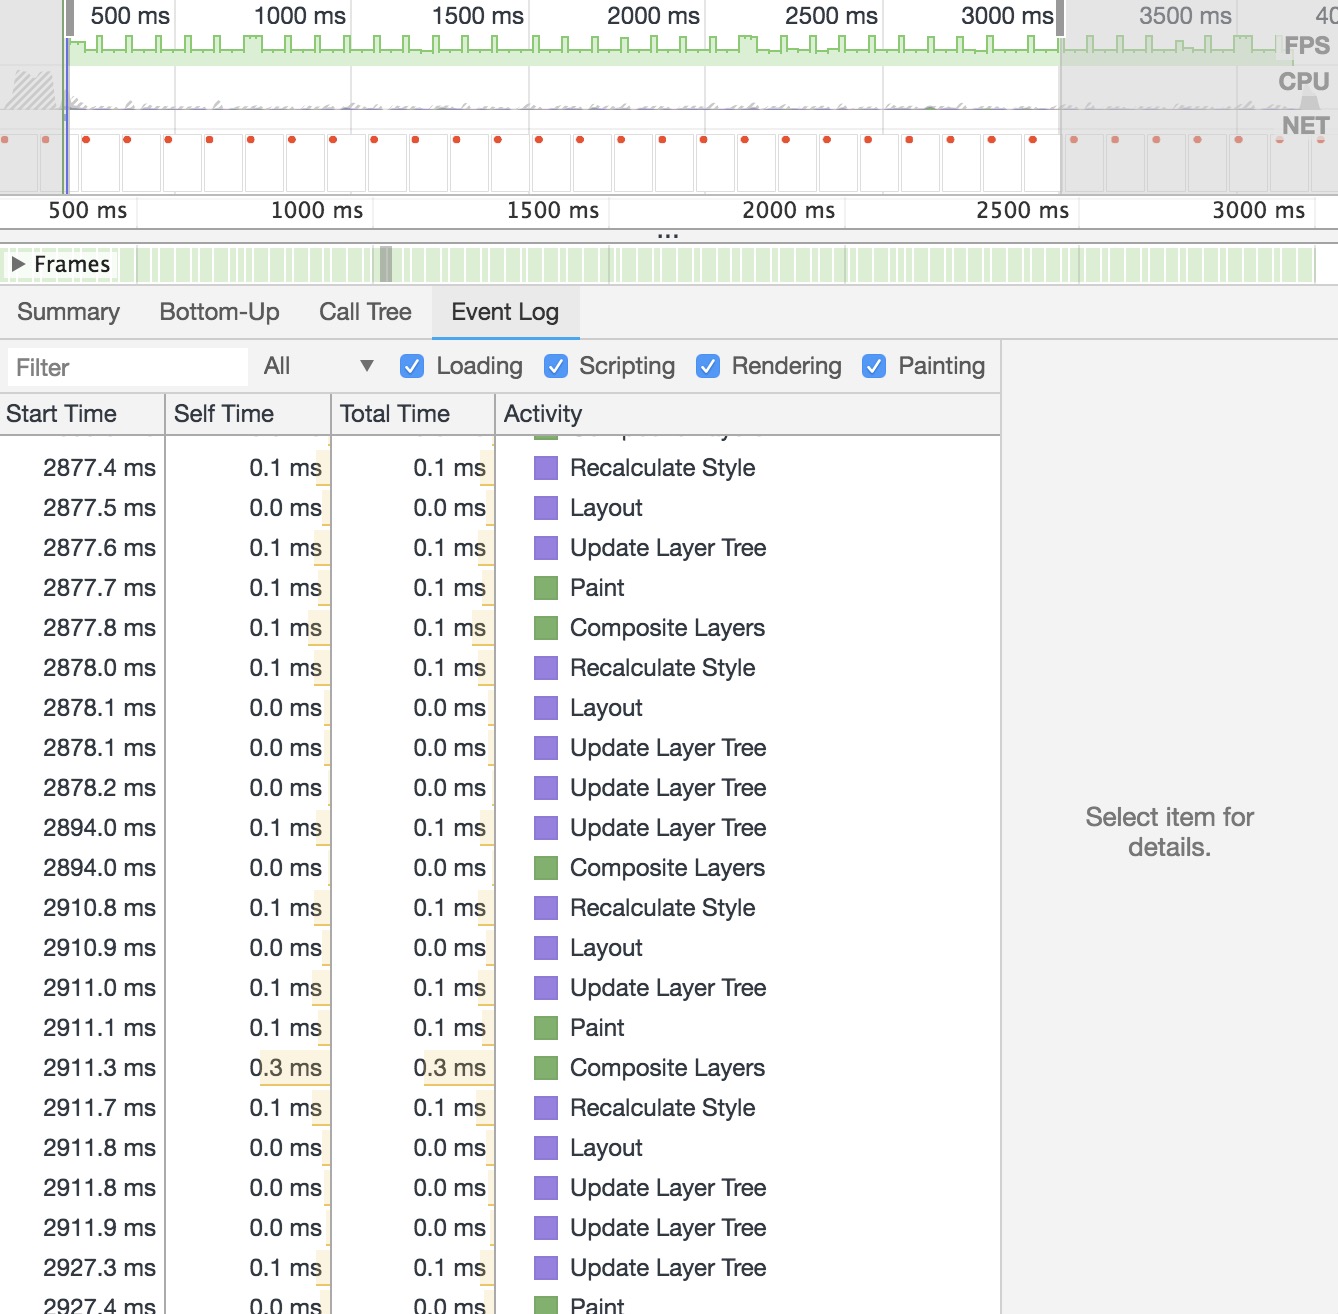 500 ms 1000 ms 1500 ms 2000 ms 2500 ms 3000 ms 3500 ms 40
FPS
CPU
NET
500 ms 1000 ms 1500 ms 2000 ms 2500 ms 3000 ms
...
▶ Frames
Summary Bottom-Up Call Tree Event Log
Filter All ▼ Loading Scripting Rendering Painting
Start Time Self Time Total Time Activity
2877.4 ms 0.1 ms 0.1 ms Recalculate Style
2877.5 ms 0.0 ms 0.0 ms Layout
2877.6 ms 0.1 ms 0.1 ms Update Layer Tree
2877.7 ms 0.1 ms 0.1 ms Paint
2877.8 ms 0.1 ms 0.1 ms Composite Layers
2878.0 ms 0.1 ms 0.1 ms Recalculate Style
2878.1 ms 0.0 ms 0.0 ms Layout
2878.1 ms 0.0 ms 0.0 ms Update Layer Tree
2878.2 ms 0.0 ms 0.0 ms Update Layer Tree
2894.0 ms 0.1 ms 0.1 ms Update Layer Tree
2894.0 ms 0.0 ms 0.0 ms Composite Layers
2910.8 ms 0.1 ms 0.1 ms Recalculate Style
2910.9 ms 0.0 ms 0.0 ms Layout
2911.0 ms 0.1 ms 0.1 ms Update Layer Tree
2911.1 ms 0.1 ms 0.1 ms Paint
2911.3 ms 0.3 ms 0.3 ms Composite Layers
2911.7 ms 0.1 ms 0.1 ms Recalculate Style
2911.8 ms 0.0 ms 0.0 ms Layout
2911.8 ms 0.0 ms 0.0 ms Update Layer Tree
2911.9 ms 0.0 ms 0.0 ms Update Layer Tree
2927.3 ms 0.1 ms 0.1 ms Update Layer Tree
2927.4 ms 0.0 ms 0.0 ms Paint
Select item for
details.